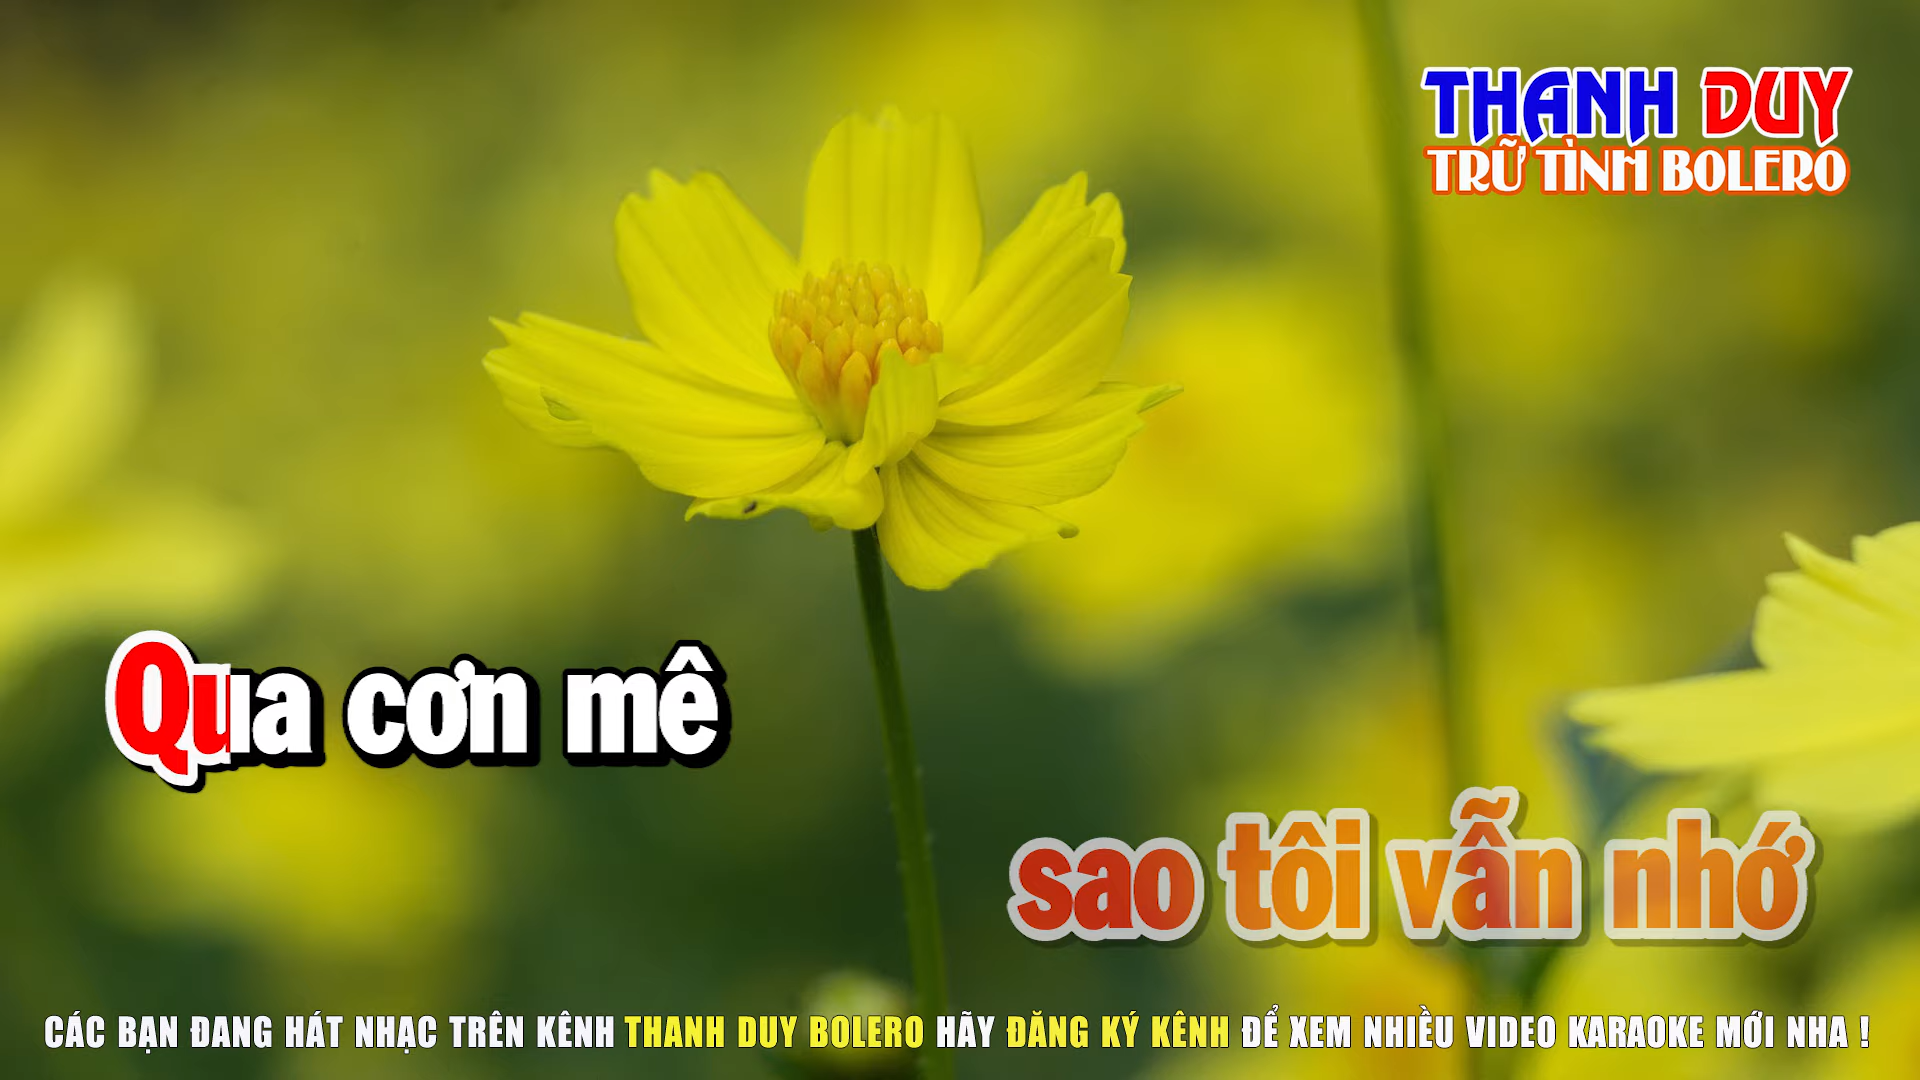 THANH DUY
TRỮ TÌNH BOLERO
Qua cơn mê
sao tôi vẫn nhớ
CÁC BẠN ĐANG HÁT NHẠC TRÊN KÊNH THANH DUY BOLERO HÃY ĐĂNG KÝ KÊNH ĐỂ XEM NHIỀU VIDEO KARAOKE MỚI NHA !